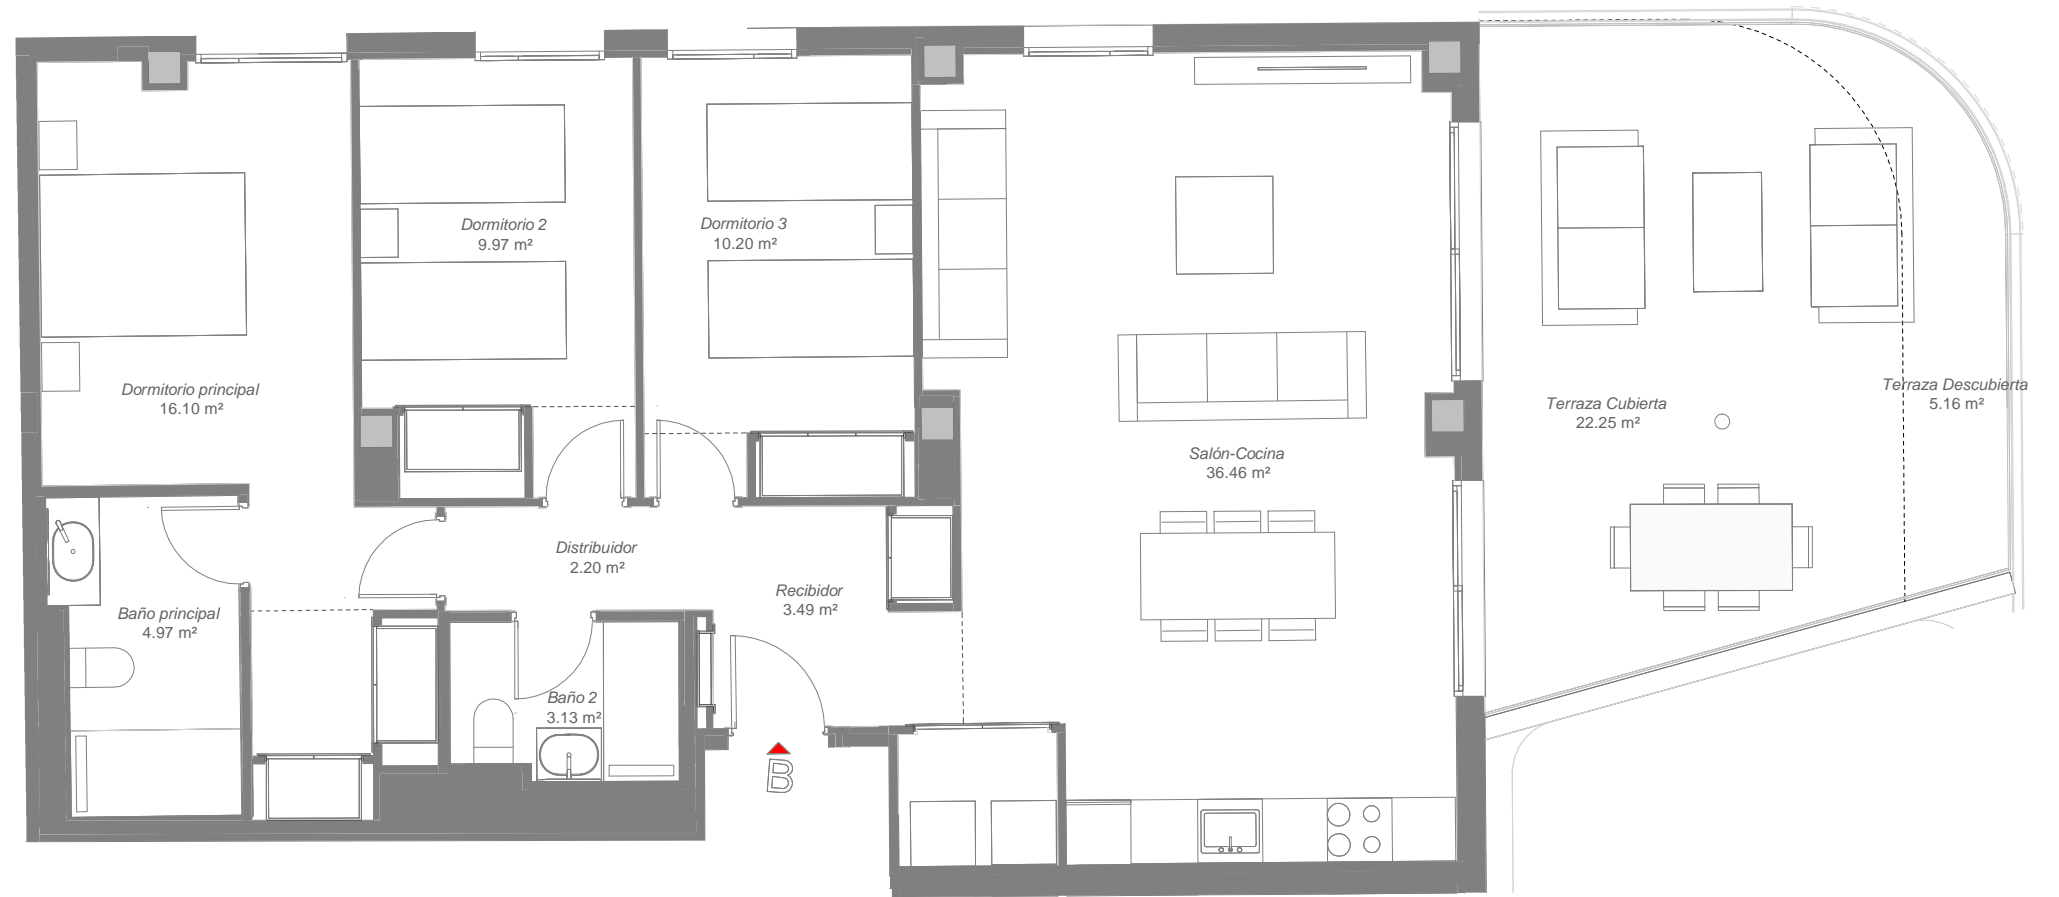 Dormitorio 2
9.97 m²
Dormitorio 3
10.20 m²
Dormitorio principal
16.10 m²
Terraza Descubierta
5.16 m²
Terraza Cubierta
22.25 m²
Salón-Cocina
36.46 m²
Distribuidor
2.20 m²
Recibidor
3.49 m²
Baño principal
4.97 m²
Baño 2
3.13 m²
B